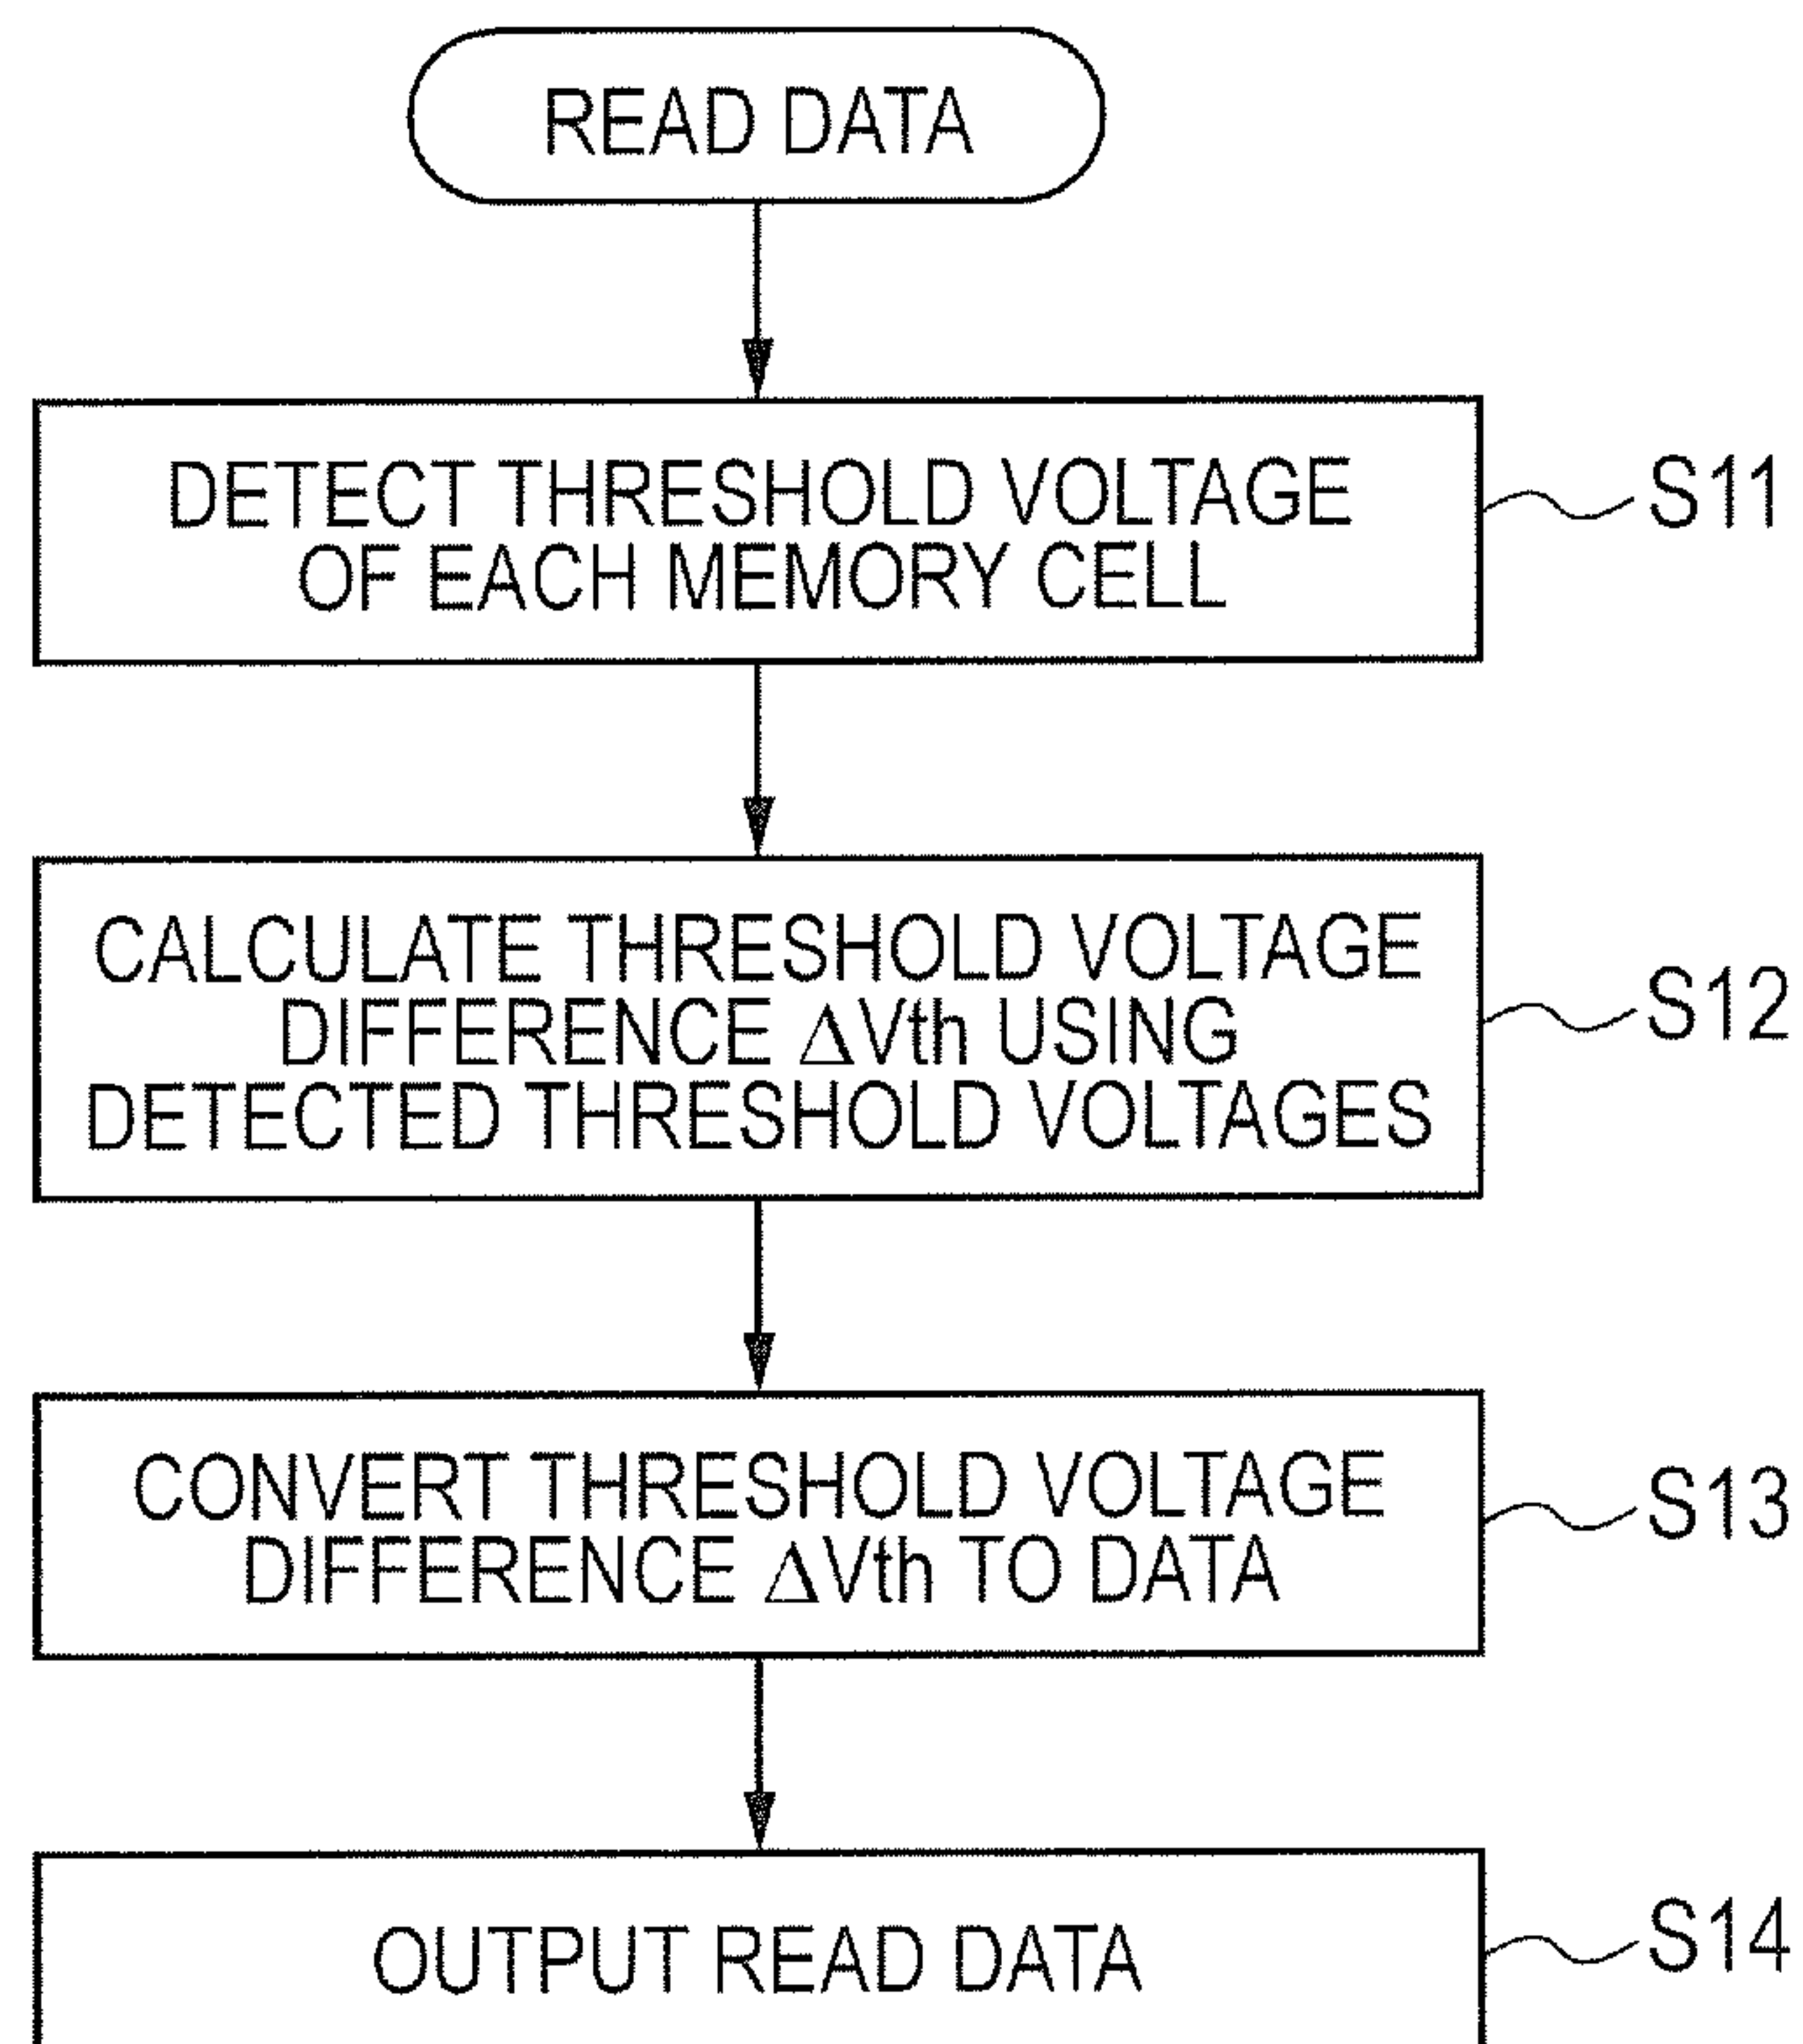 READ DATA
DETECT THRESHOLD VOLTAGE
OF EACH MEMORY CELL
S11
CALCULATE THRESHOLD VOLTAGE
DIFFERENCE ΔVth USING
DETECTED THRESHOLD VOLTAGES
S12
CONVERT THRESHOLD VOLTAGE
DIFFERENCE ΔVth TO DATA
S13
OUTPUT READ DATA
S14